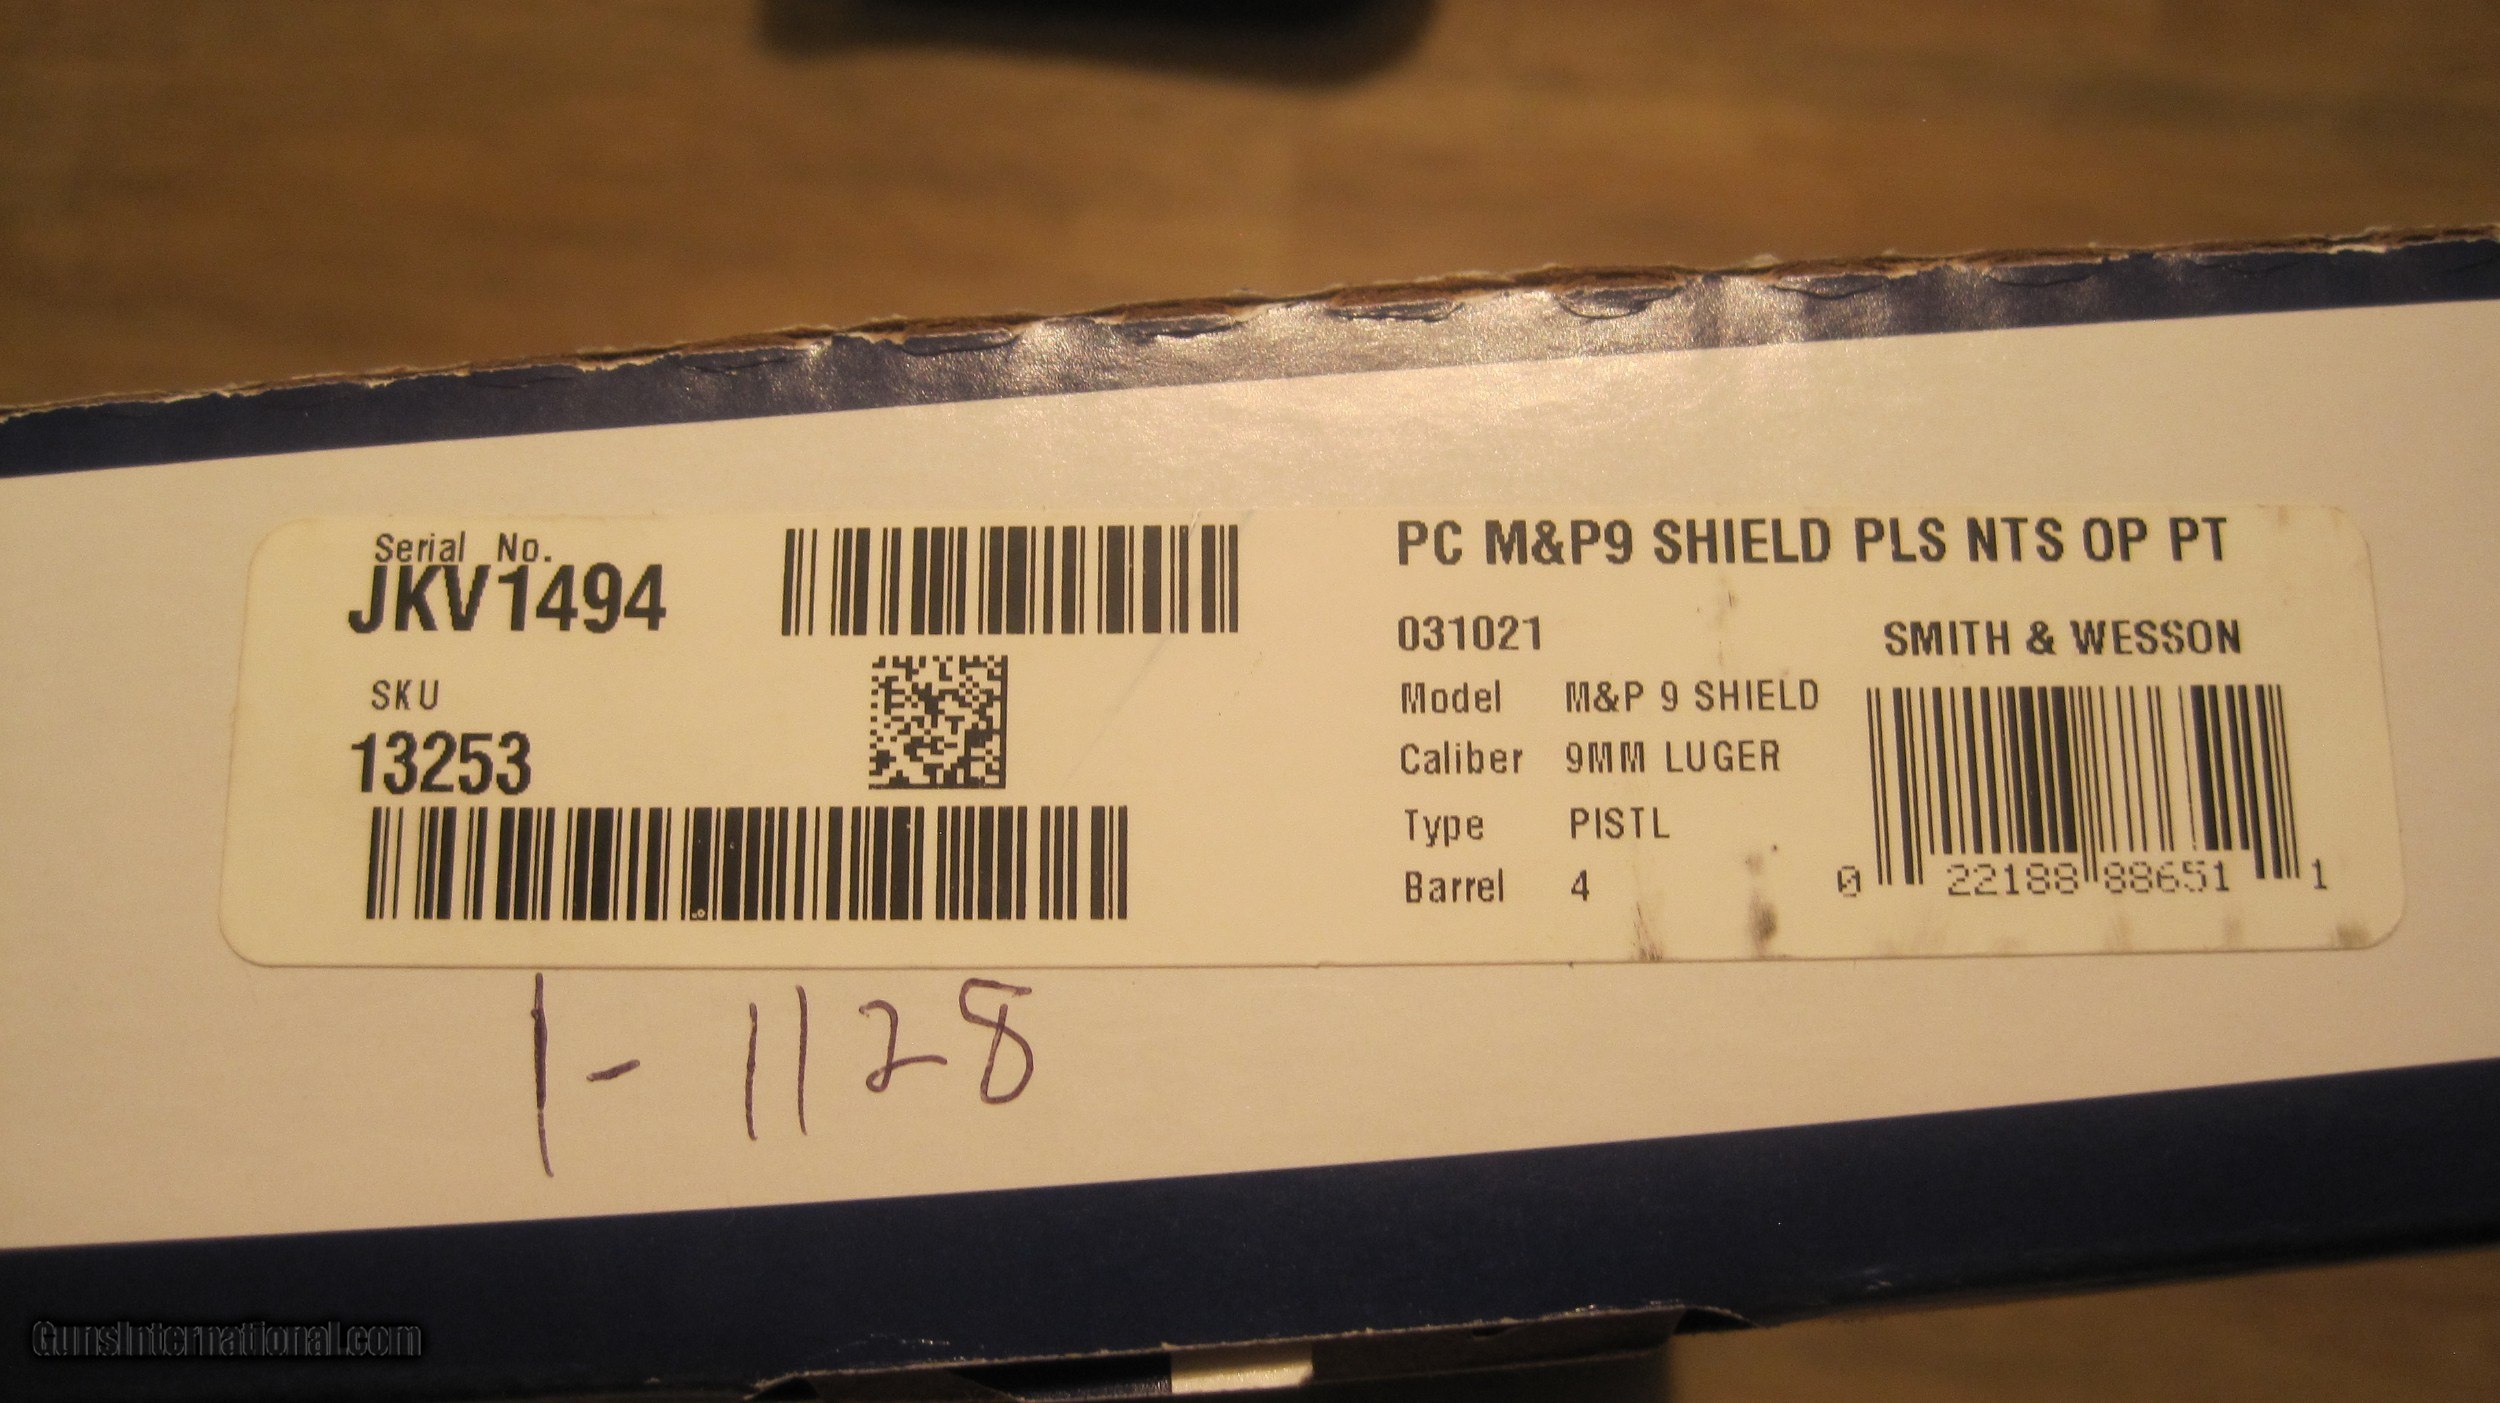 Serial No.
JKV1494
SKU
13253
PC M&P9 SHIELD PLS NTS OP PT
031021
SMITH & WESSON
Model M&P 9 SHIELD
Caliber 9MM LUGER
Type PISTL
Barrel 4
0 22188 88651 1
1-1128
GunsInternational.com